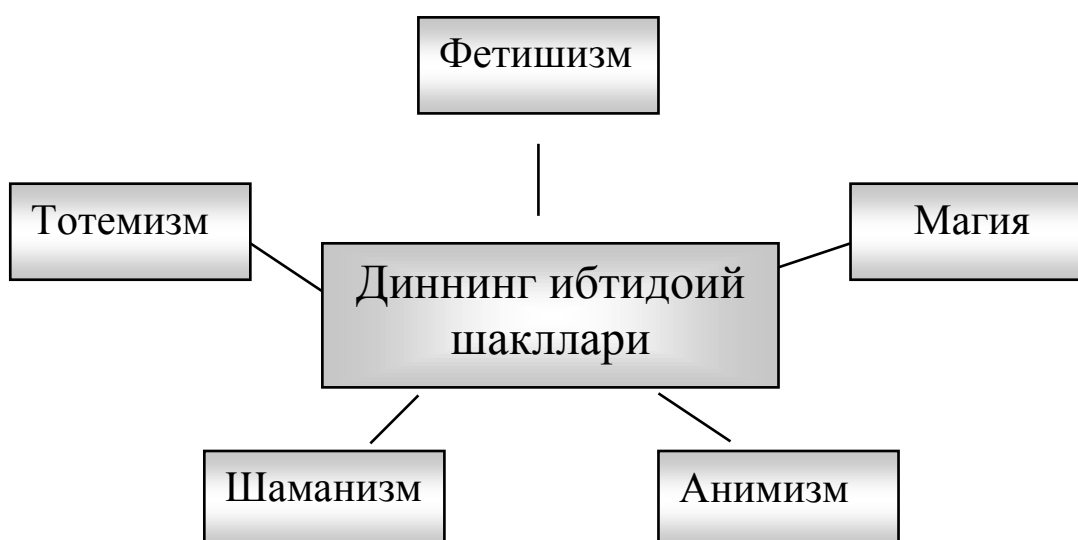 Фетишизм
Тотемизм
Магия
Диннинг ибтидоий
шакллари
Шаманизм
Анимизм